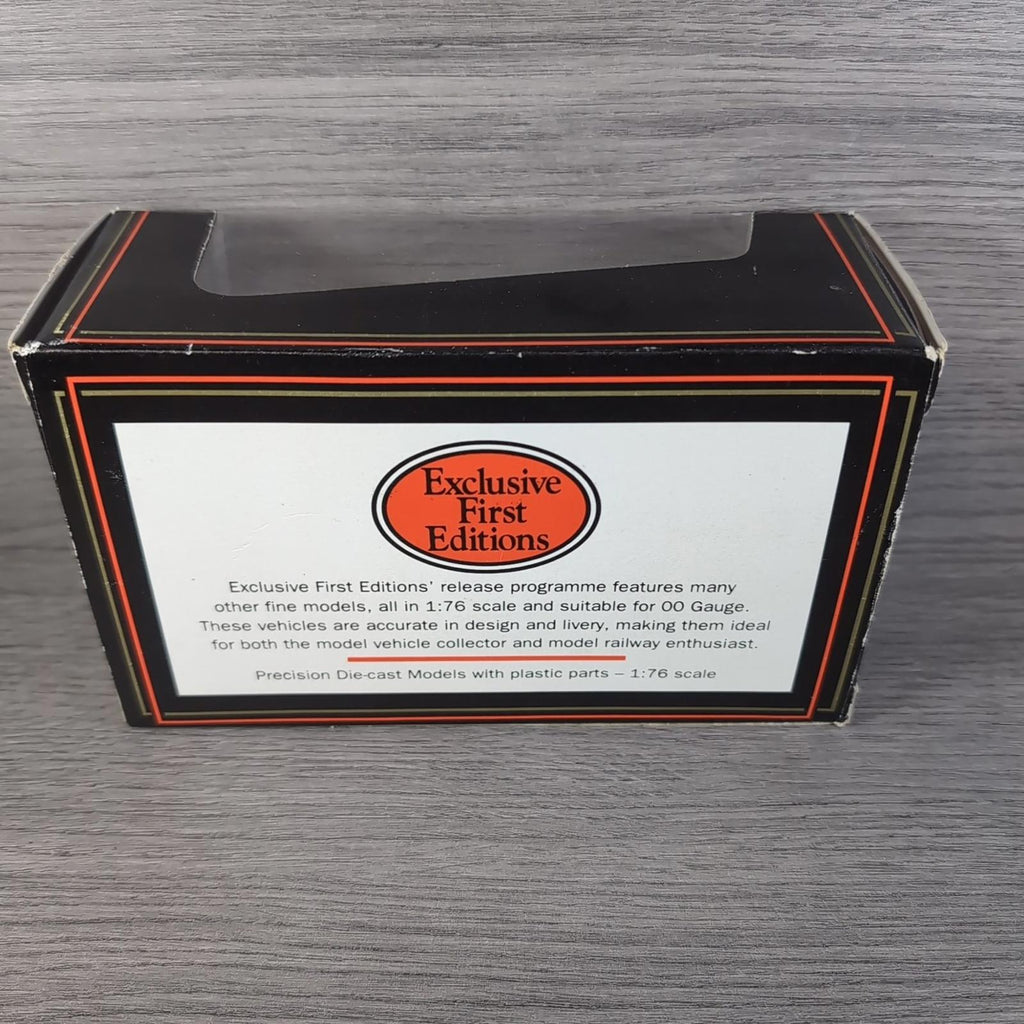 Exclusive
First
Editions
Exclusive First Editions' release programme features many
other fine models, all in 1:76 scale and suitable for 00 Gauge.
These vehicles are accurate in design and livery, making them ideal
for both the model vehicle collector and model railway enthusiast.
Precision Die-cast Models with plastic parts – 1:76 scale